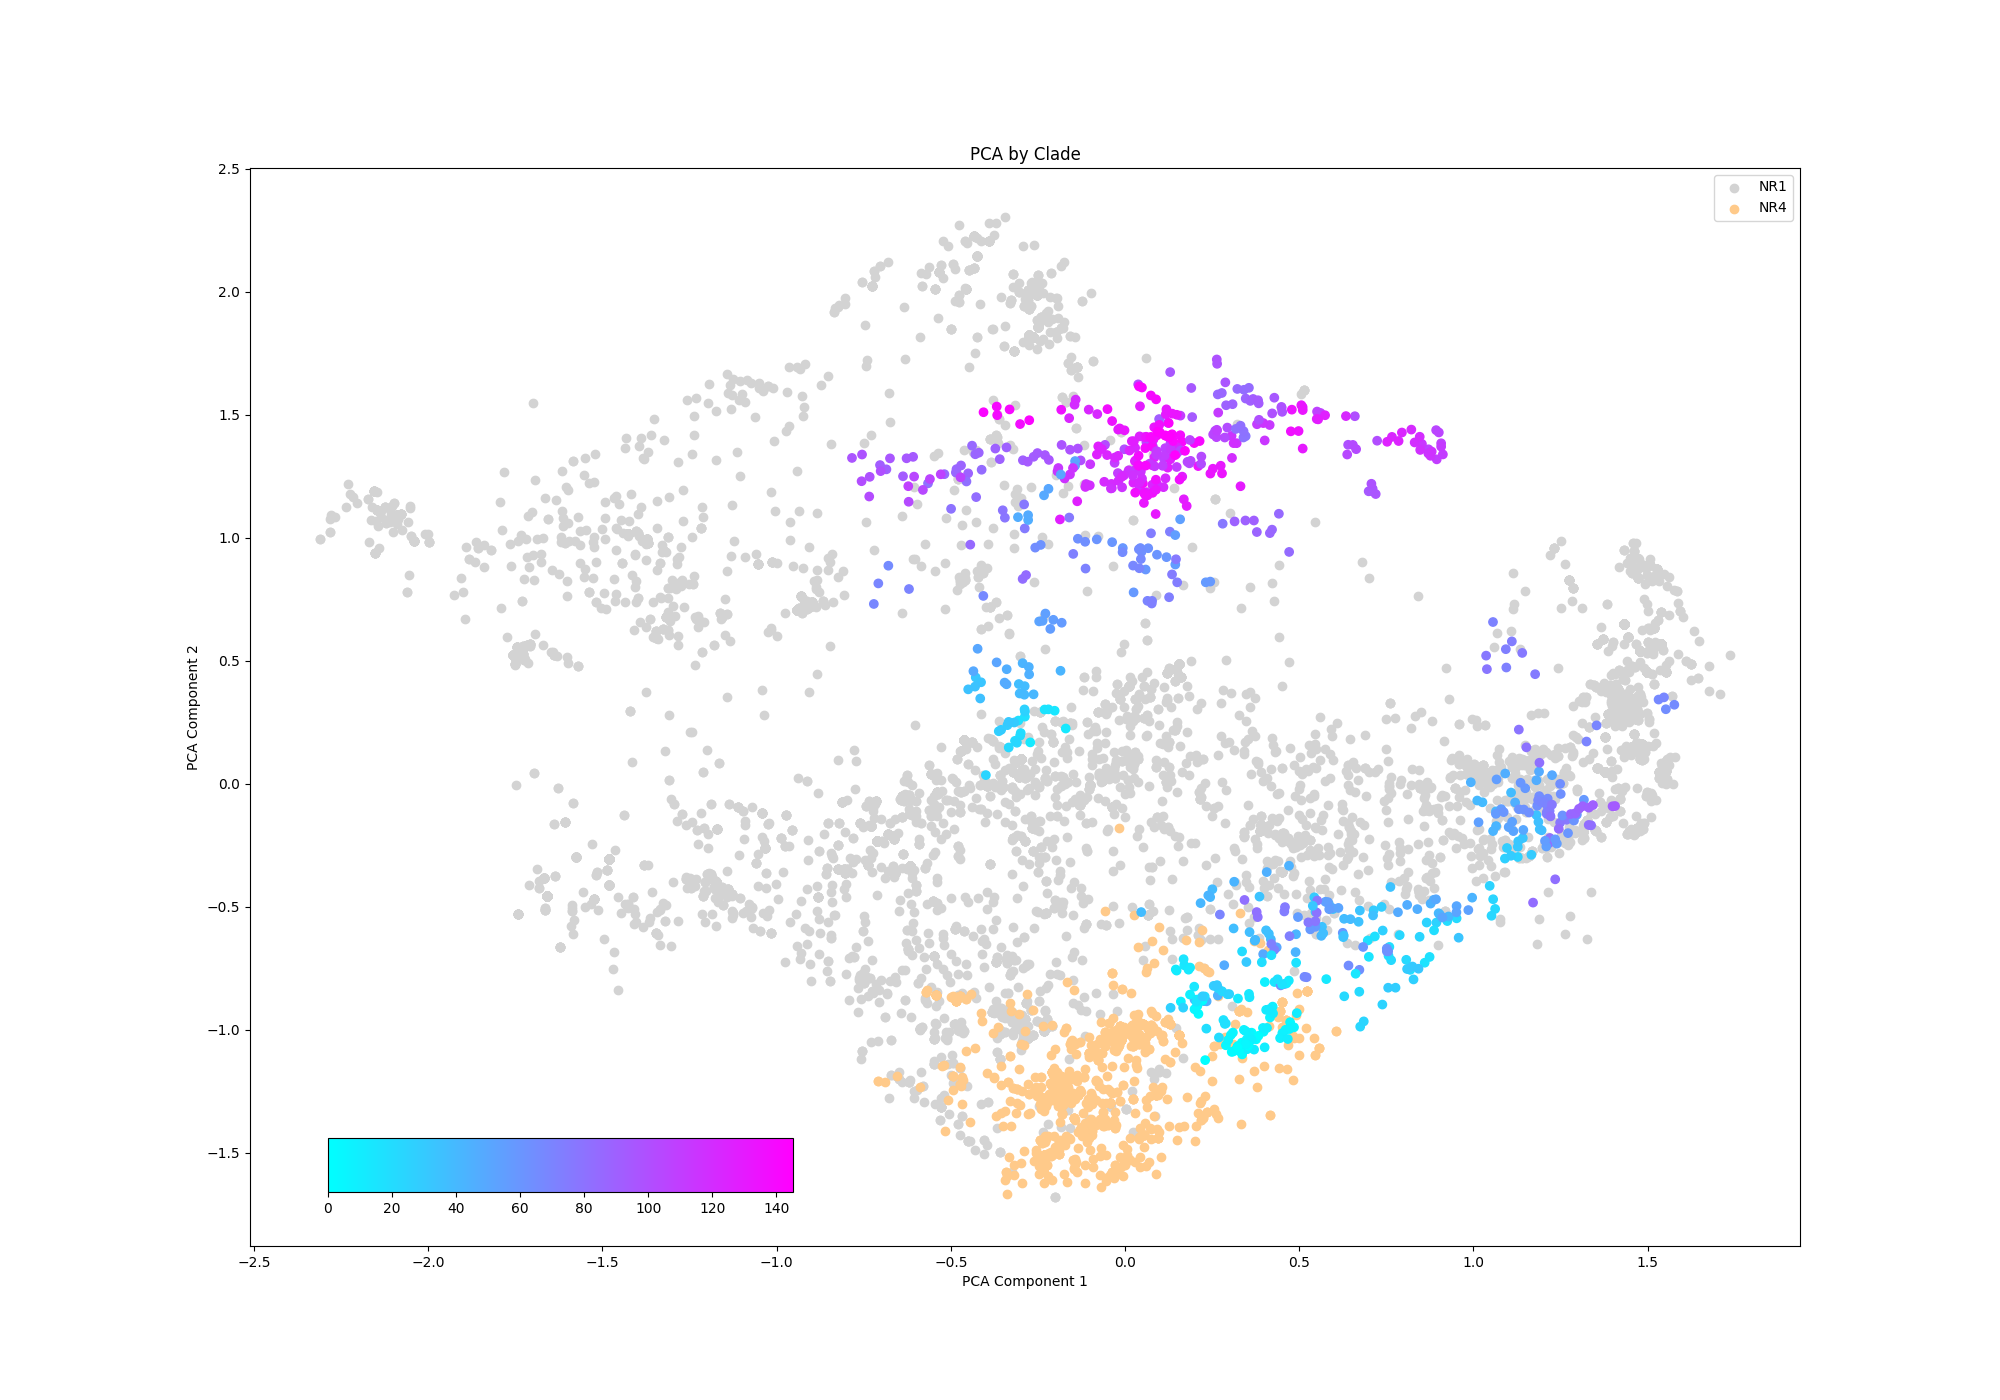 PCA by Clade
NR1
NR4
2.5
2.0
1.5
1.0
0.5
0.0
−0.5
−1.0
−1.5
PCA Component 2
0 20 40 60 80 100 120 140
−2.5 −2.0 −1.5 −1.0 −0.5 0.0 0.5 1.0 1.5
PCA Component 1